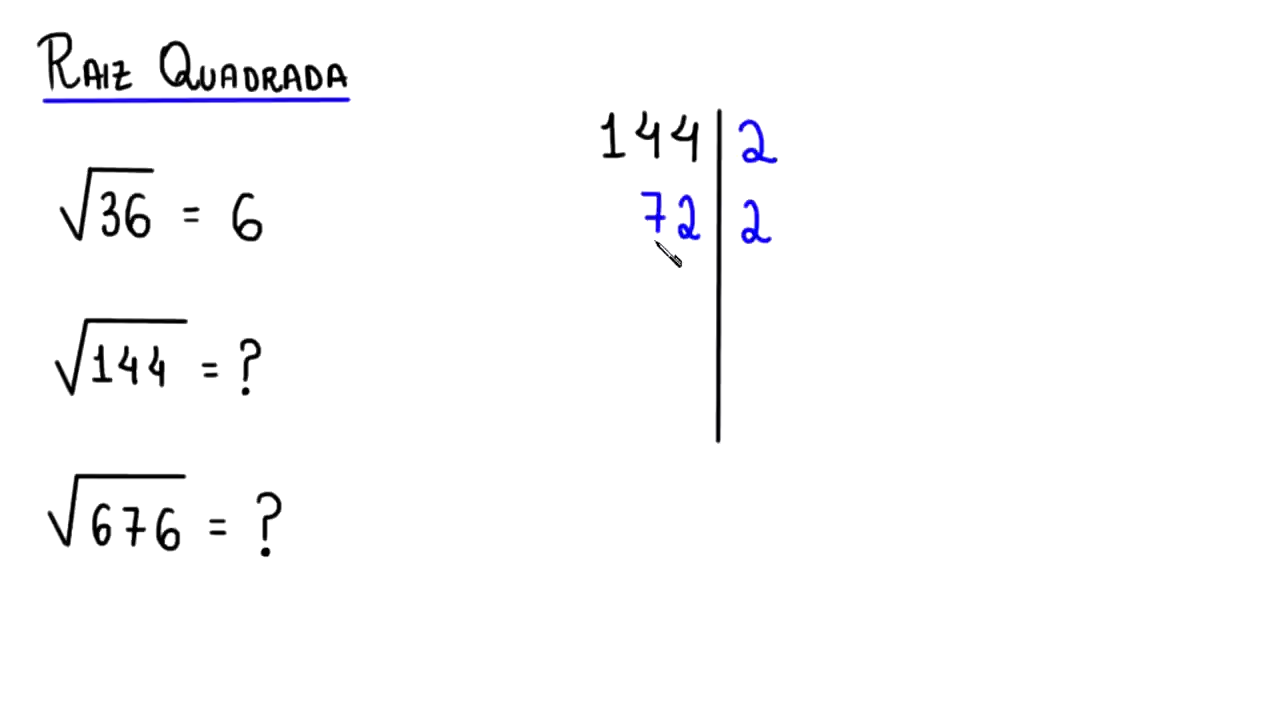 RAIZ QUADRADA
√36 = 6
√144 = ?
√676 = ?
144 | 2
72 | 2